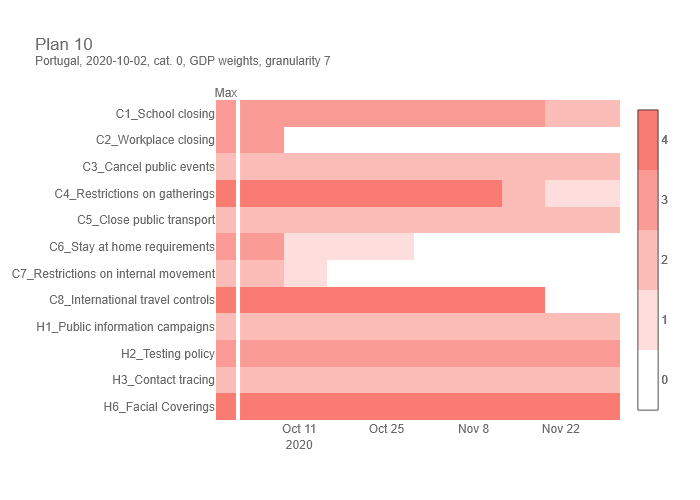 Plan 10
Portugal, 2020-10-02, cat. 0, GDP weights, granularity 7
Max
C1_School closing
C2_Workplace closing
C3_Cancel public events
C4_Restrictions on gatherings
C5_Close public transport
C6_Stay at home requirements
C7_Restrictions on internal movement
C8_International travel controls
H1_Public information campaigns
H2_Testing policy
H3_Contact tracing
H6_Facial Coverings
Oct 11 Oct 25 Nov 8 Nov 22
2020
4
3
2
1
0